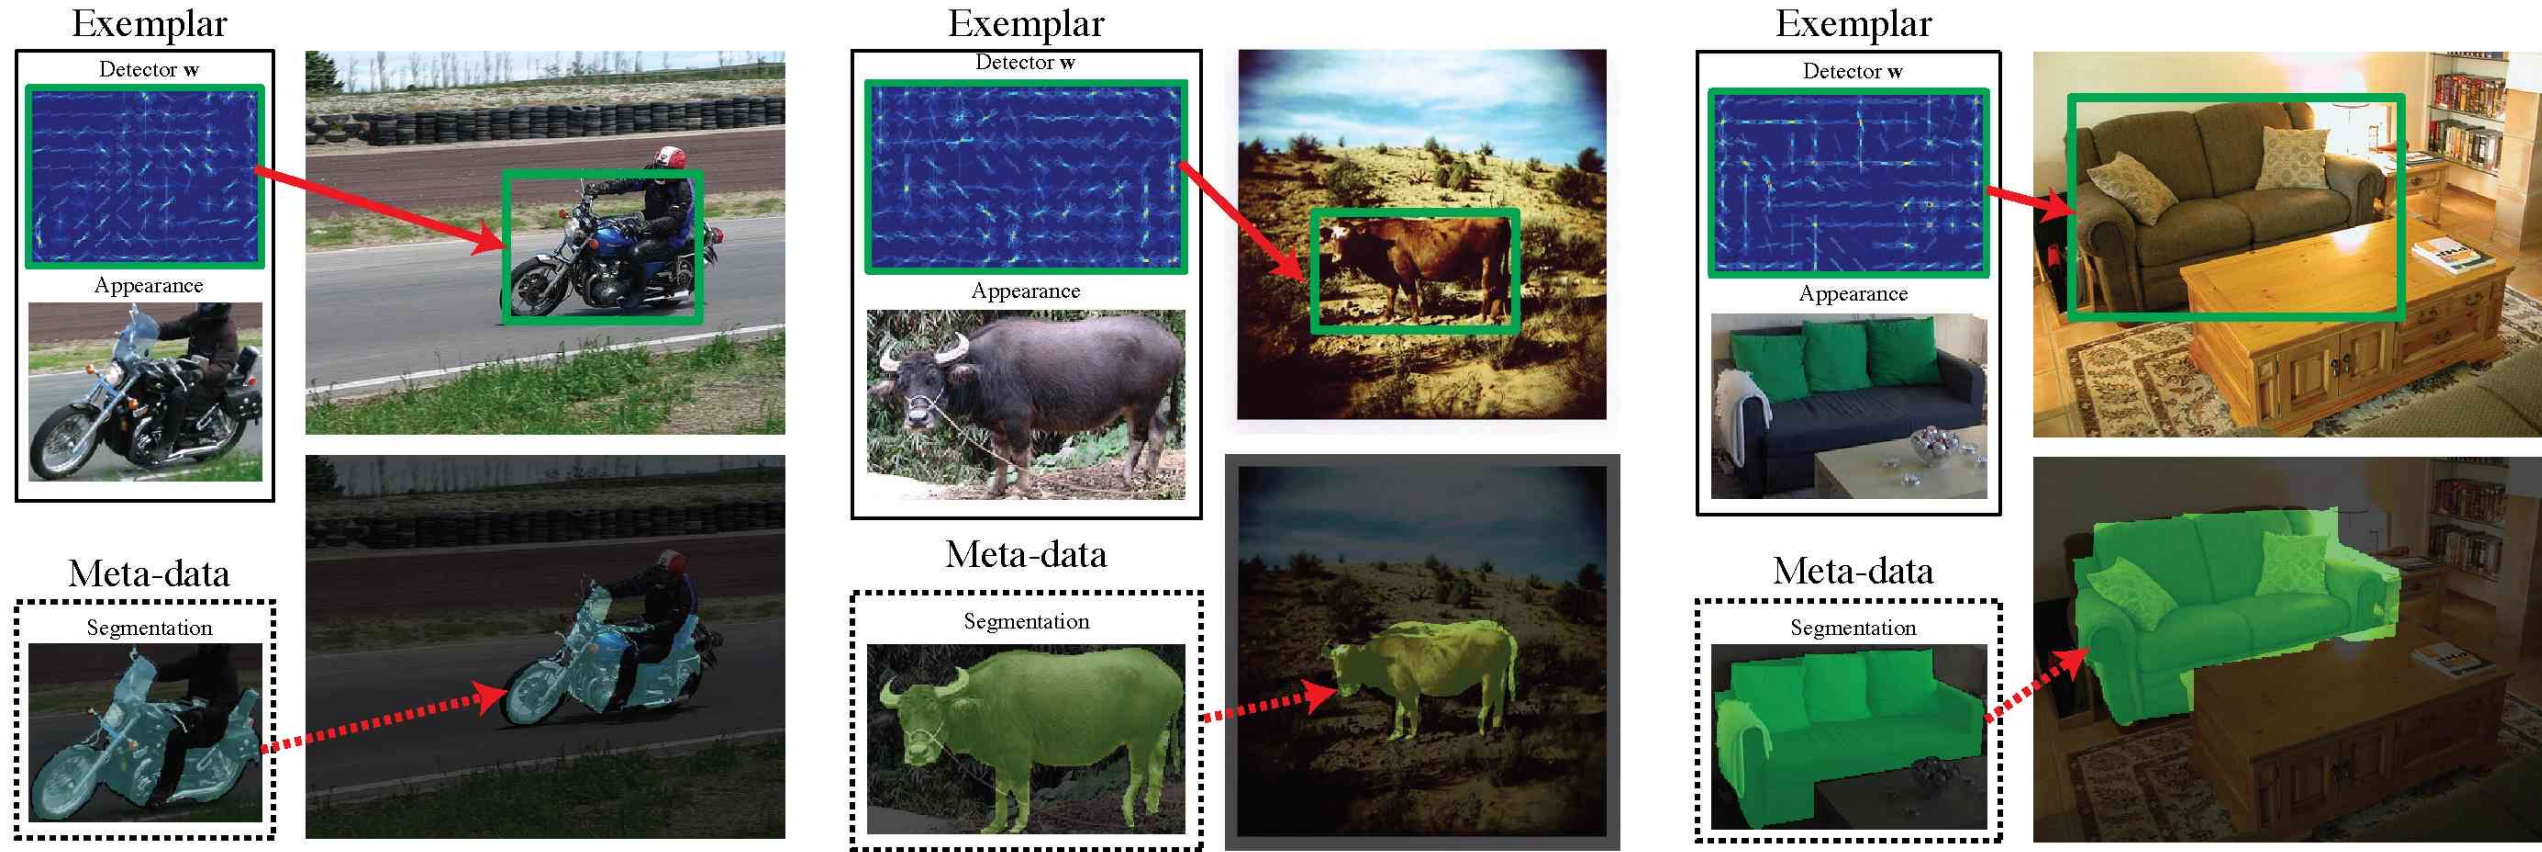 Exemplar
Detector w
Appearance
Meta-data
Segmentation
Exemplar
Detector w
Appearance
Meta-data
Segmentation
Exemplar
Detector w
Appearance
Meta-data
Segmentation